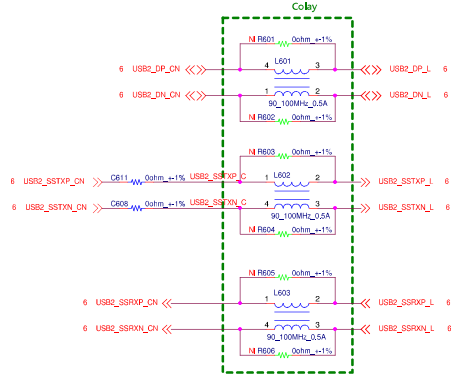 Colay
NI R601 0ohm_+-1%
L601
6 USB2_DP_CN 4 3 USB2_DP_L 6
6 USB2_DN_CN 1 2 USB2_DN_L 6
90_100MHz_0.5A
NI R602 0ohm_+-1%
NI R603 0ohm_+-1%
C611 0ohm_+-1% USB2_SSTXP_C L602
6 USB2_SSTXP_CN 1 2 USB2_SSTXP_L 6
C608 0ohm_+-1% USB2_SSTXN_C
6 USB2_SSTXN_CN 4 3 USB2_SSTXN_L 6
90_100MHz_0.5A
NI R604 0ohm_+-1%
NI R605 0ohm_+-1%
L603
6 USB2_SSRXP_CN 1 2 USB2_SSRXP_L 6
6 USB2_SSRXN_CN 4 3 USB2_SSRXN_L 6
90_100MHz_0.5A
NI R606 0ohm_+-1%